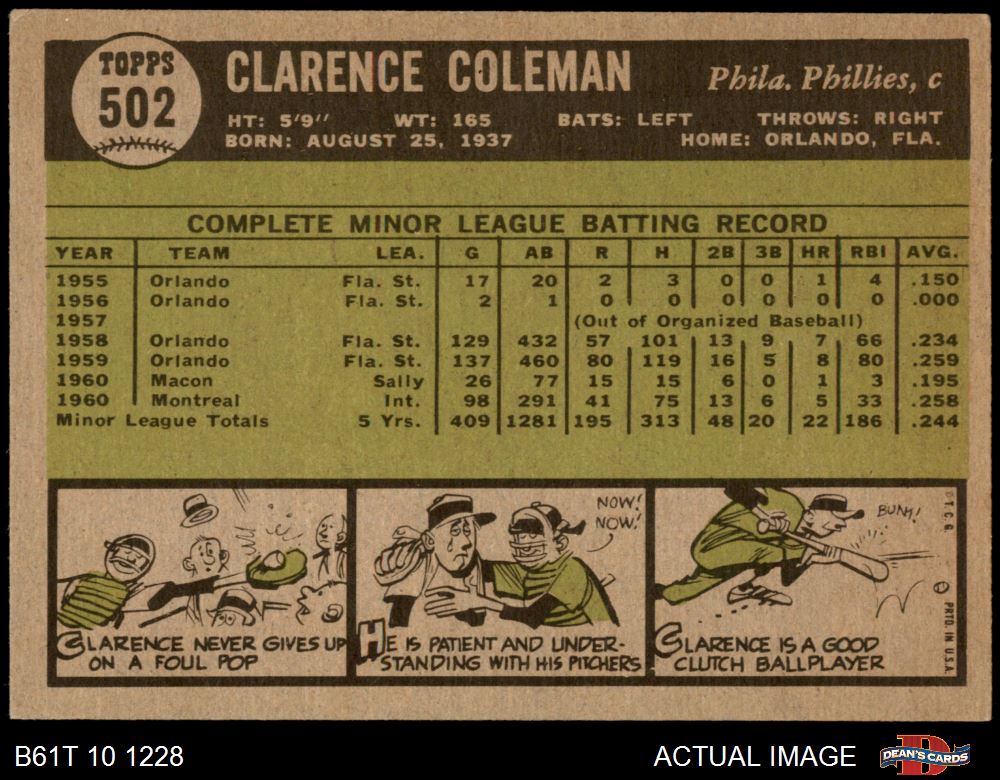 TOPPS
502
CLARENCE COLEMAN
Phila. Phillies, c
HT: 5'9" WT: 165 BATS: LEFT THROWS: RIGHT
BORN: AUGUST 25, 1937 HOME: ORLANDO, FLA.
COMPLETE MINOR LEAGUE BATTING RECORD
YEAR TEAM LEA. G AB R H 2B 3B HR RBI AVG.
1955 Orlando Fla. St. 17 20 2 3 0 0 1 4 .150
1956 Orlando Fla. St. 2 1 0 0 0 0 0 0 .000
1957 (Out of Organized Baseball)
1958 Orlando Fla. St. 129 432 57 101 13 9 7 66 .234
1959 Orlando Fla. St. 137 460 80 119 16 5 8 80 .259
1960 Macon Sally 26 77 15 15 6 0 1 3 .195
1960 Montreal Int. 98 291 41 75 13 6 5 33 .258
Minor League Totals 5 Yrs. 409 1281 195 313 48 20 22 186 .244
CLARENCE NEVER GIVES UP
ON A FOUL POP
NOW!
NOW!
HE IS PATIENT AND UNDER-
STANDING WITH HIS PITCHERS
BUNT!
CLARENCE IS A GOOD
CLUTCH BALLPLAYER
© T.C.G.
PRTD. IN U.S.A.
B61T 10 1228
ACTUAL IMAGE
DEAN'S CARDS